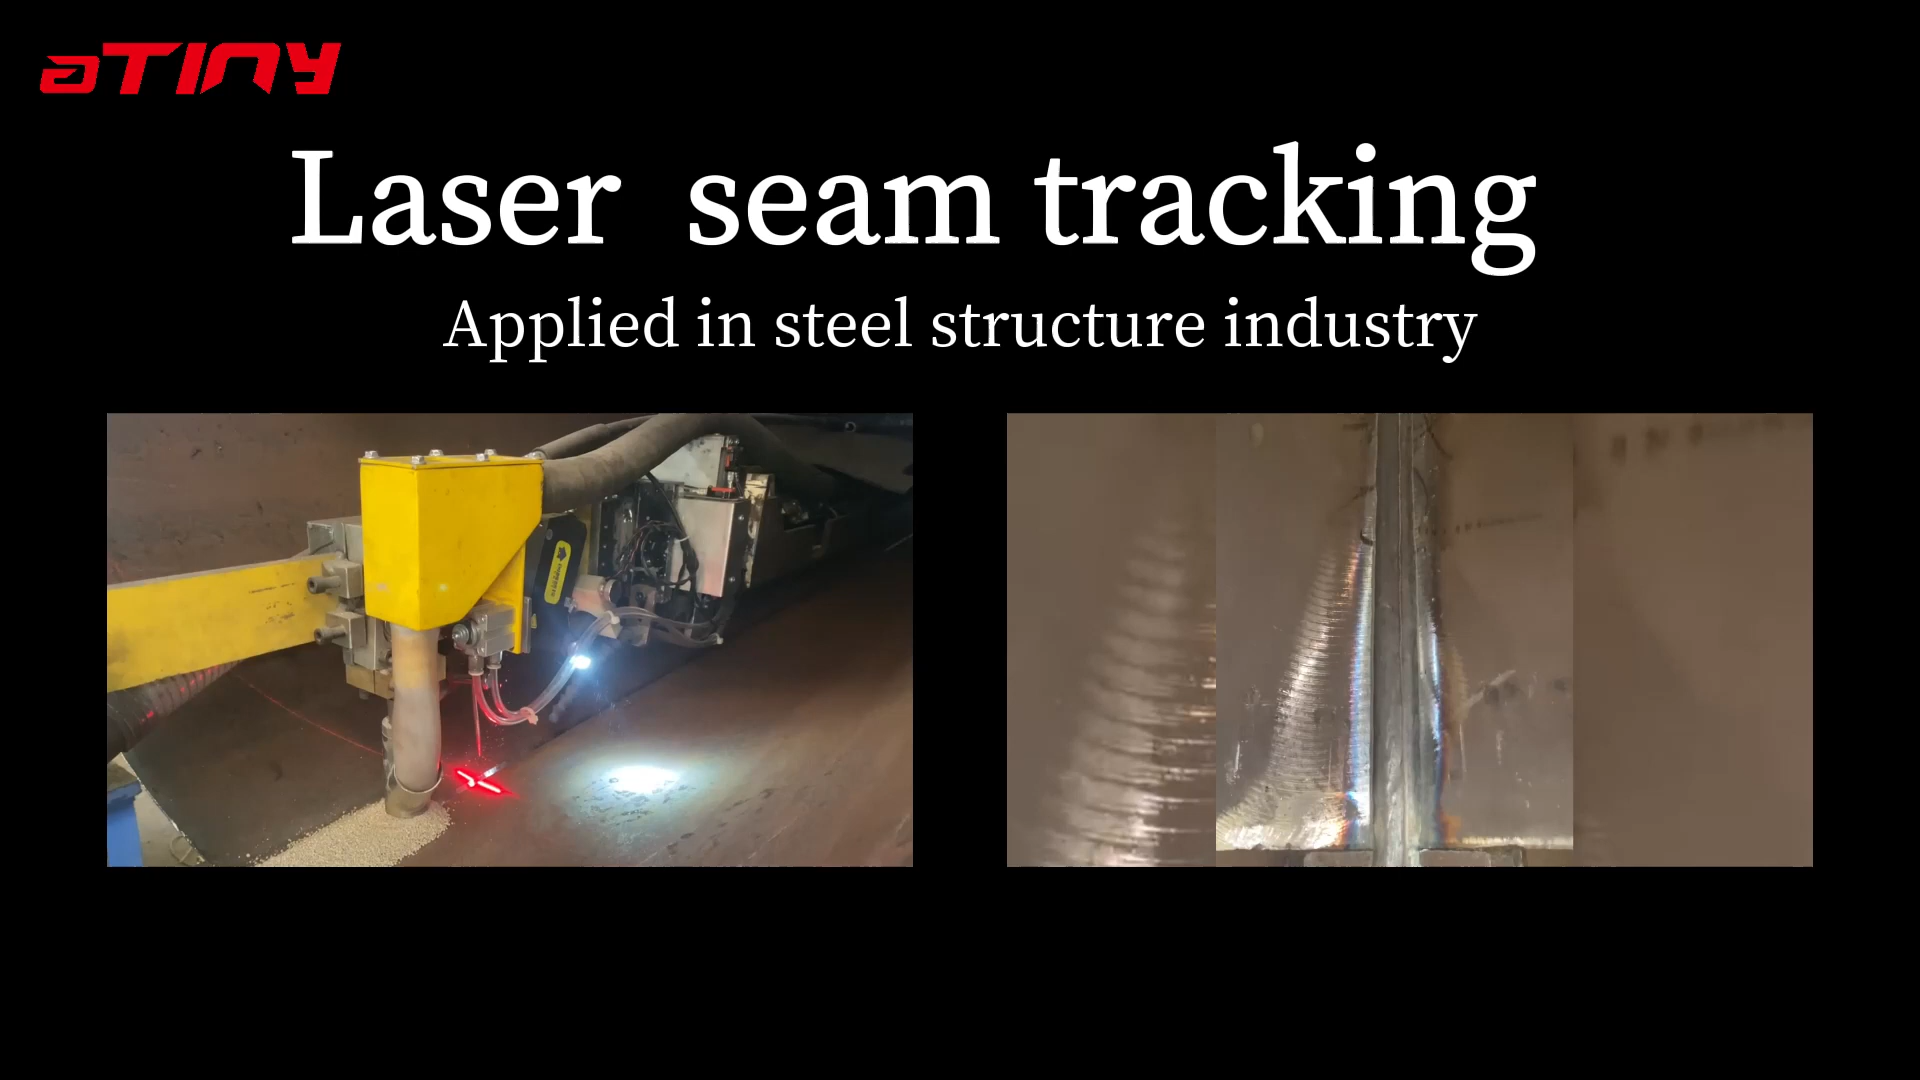 aTINY
Laser seam tracking
Applied in steel structure industry